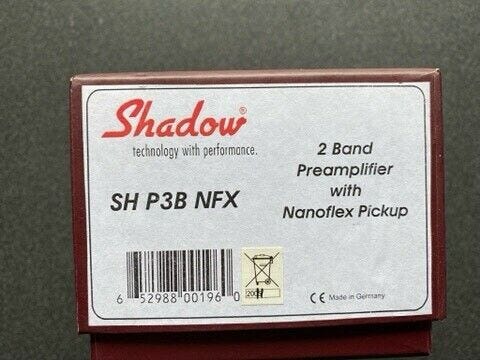 Shadow®
technology with performance.
SH P3B NFX
2 Band
Preamplifier
with
Nanoflex Pickup
6 52988 00196 0
CE Made in Germany